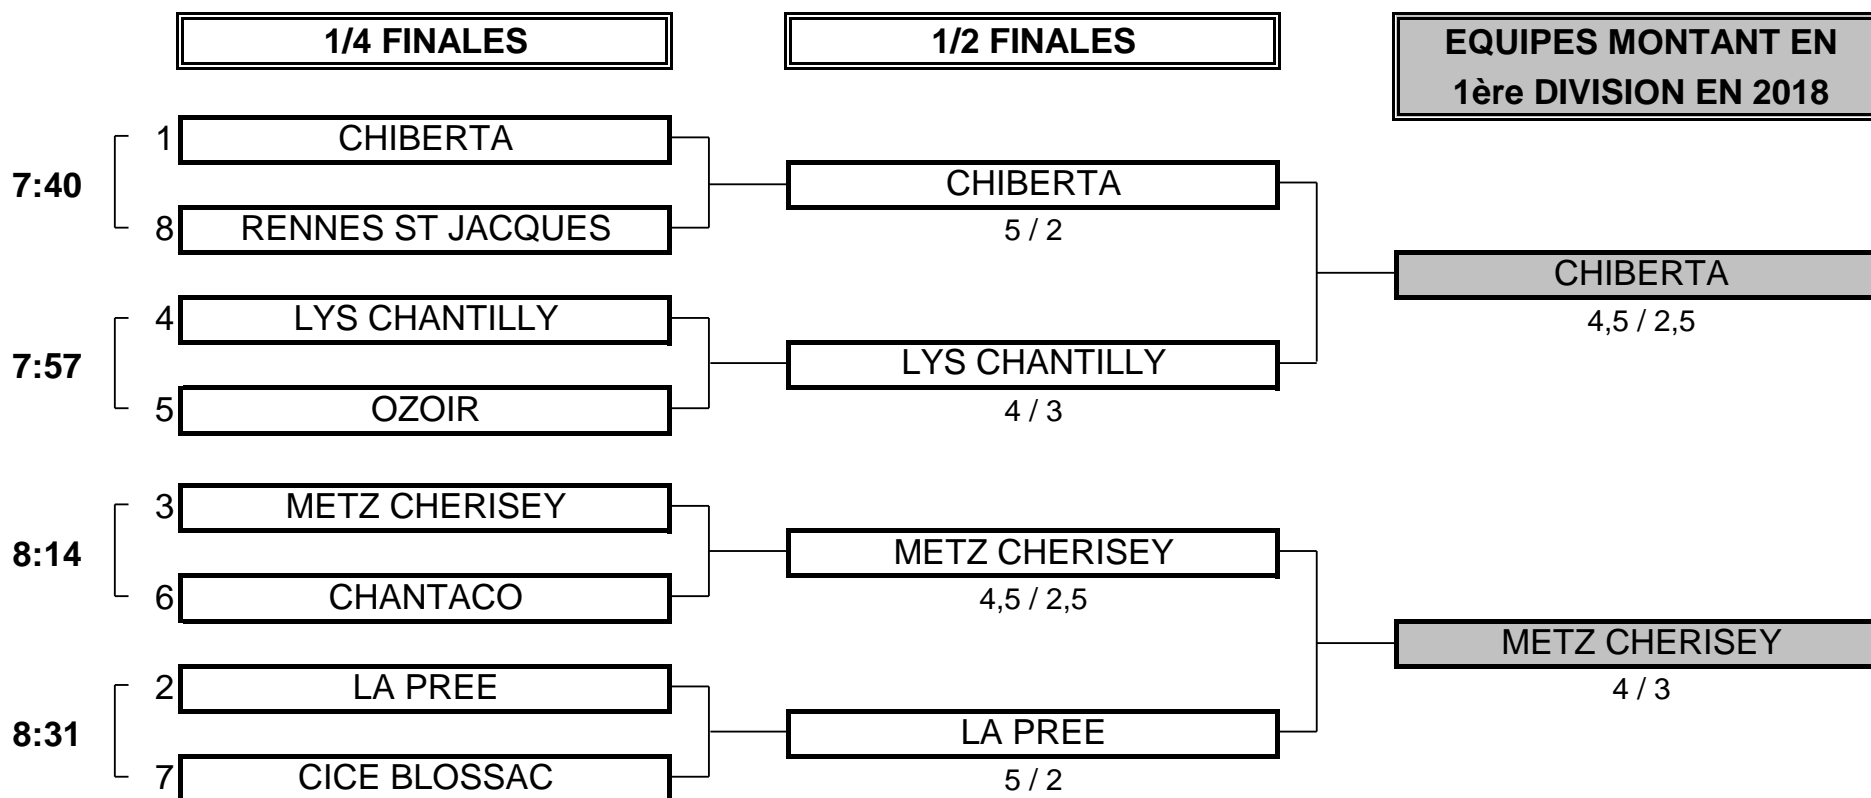 1/4 FINALES
1/2 FINALES
EQUIPES MONTANT EN
1ère DIVISION EN 2018
7:40
1 CHIBERTA
8 RENNES ST JACQUES
CHIBERTA
5 / 2
7:57
4 LYS CHANTILLY
5 OZOIR
LYS CHANTILLY
4 / 3
CHIBERTA
4,5 / 2,5
8:14
3 METZ CHERISEY
6 CHANTACO
METZ CHERISEY
4,5 / 2,5
8:31
2 LA PREE
7 CICE BLOSSAC
LA PREE
5 / 2
METZ CHERISEY
4 / 3